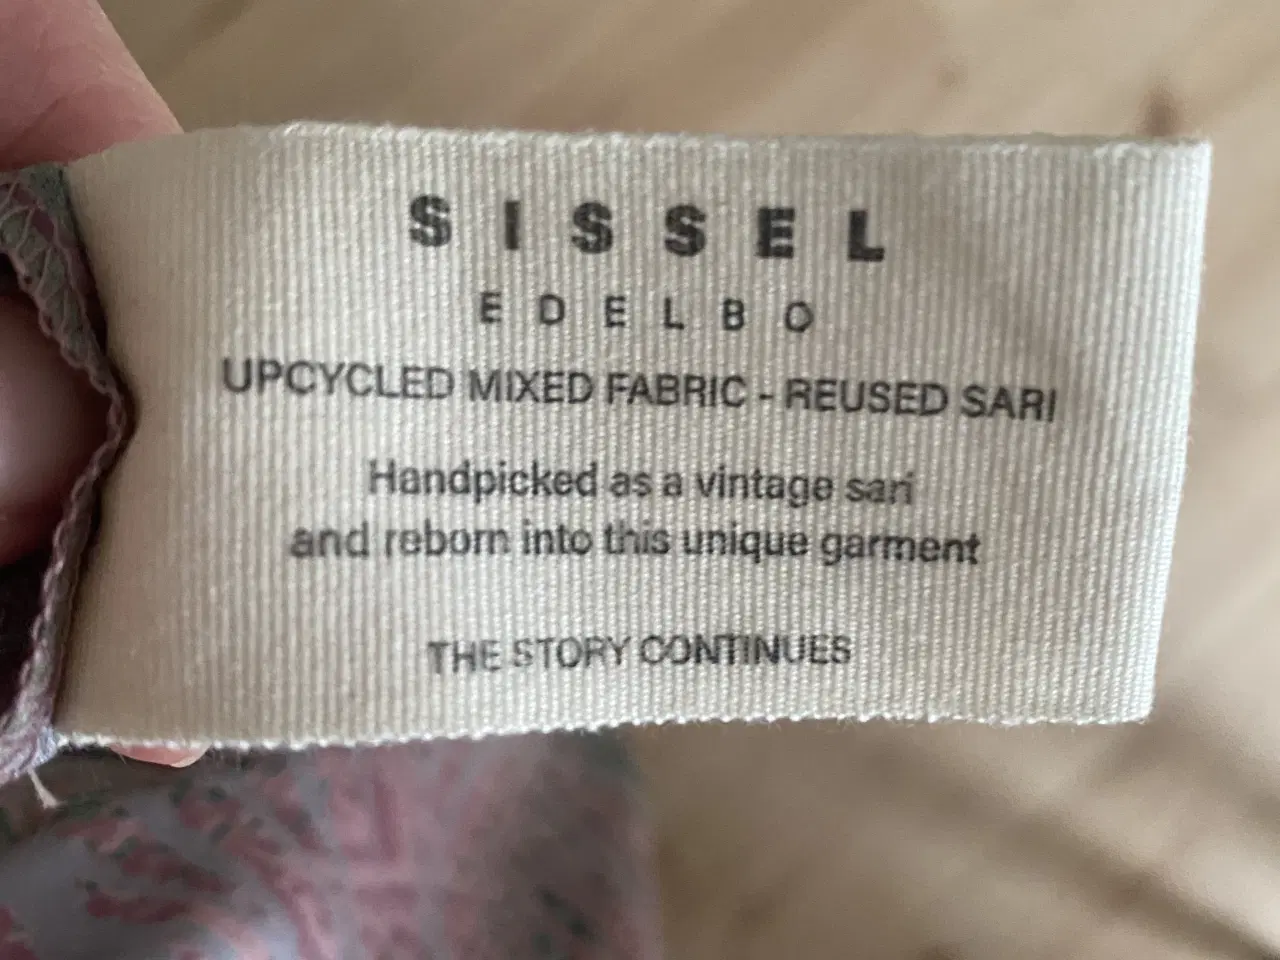 SISSEL
EDELBO
UPCYCLED MIXED FABRIC - REUSED SARI
Handpicked as a vintage sari
and reborn into this unique garment
THE STORY CONTINUES